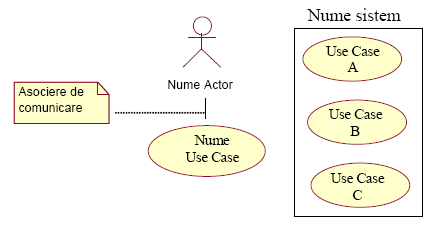 Nume sistem
Use Case
A
Nume Actor
Asociere de
comunicare
Use Case
B
Nume
Use Case
Use Case
C